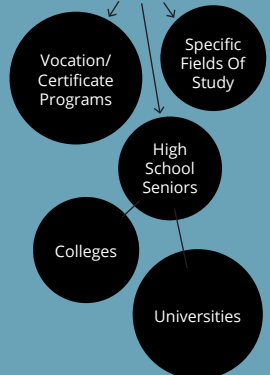 Vocation/
Certificate
Programs
Specific
Fields Of
Study
High
School
Seniors
Colleges
Universities